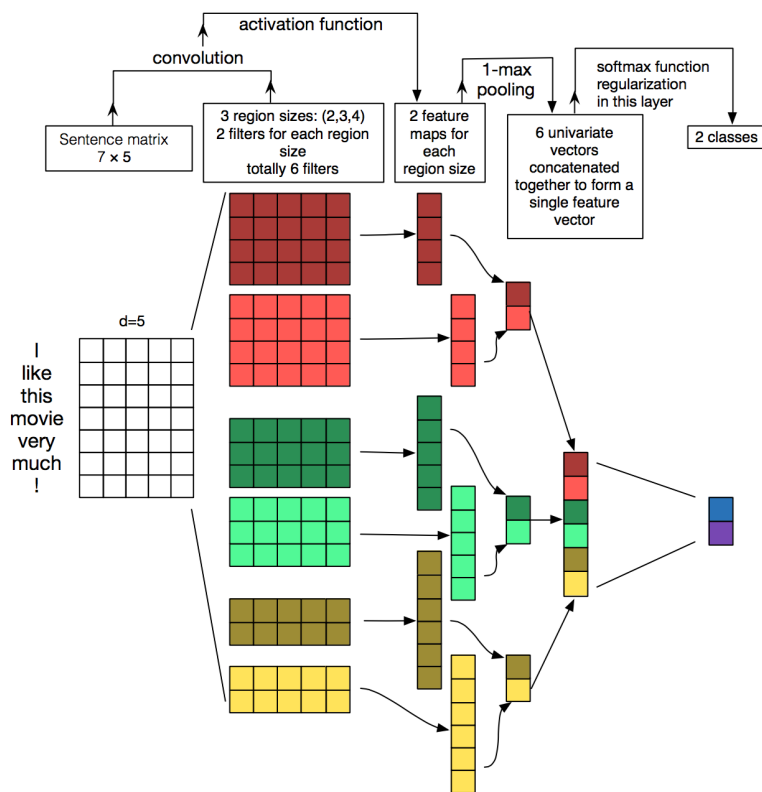 activation function
convolution
1-max
pooling
softmax function
regularization
in this layer
Sentence matrix
7 × 5
3 region sizes: (2,3,4)
2 filters for each region
size
totally 6 filters
2 feature
maps for
each
region size
6 univariate
vectors
concatenated
together to form a
single feature
vector
2 classes
d=5
I
like
this
movie
very
much
!